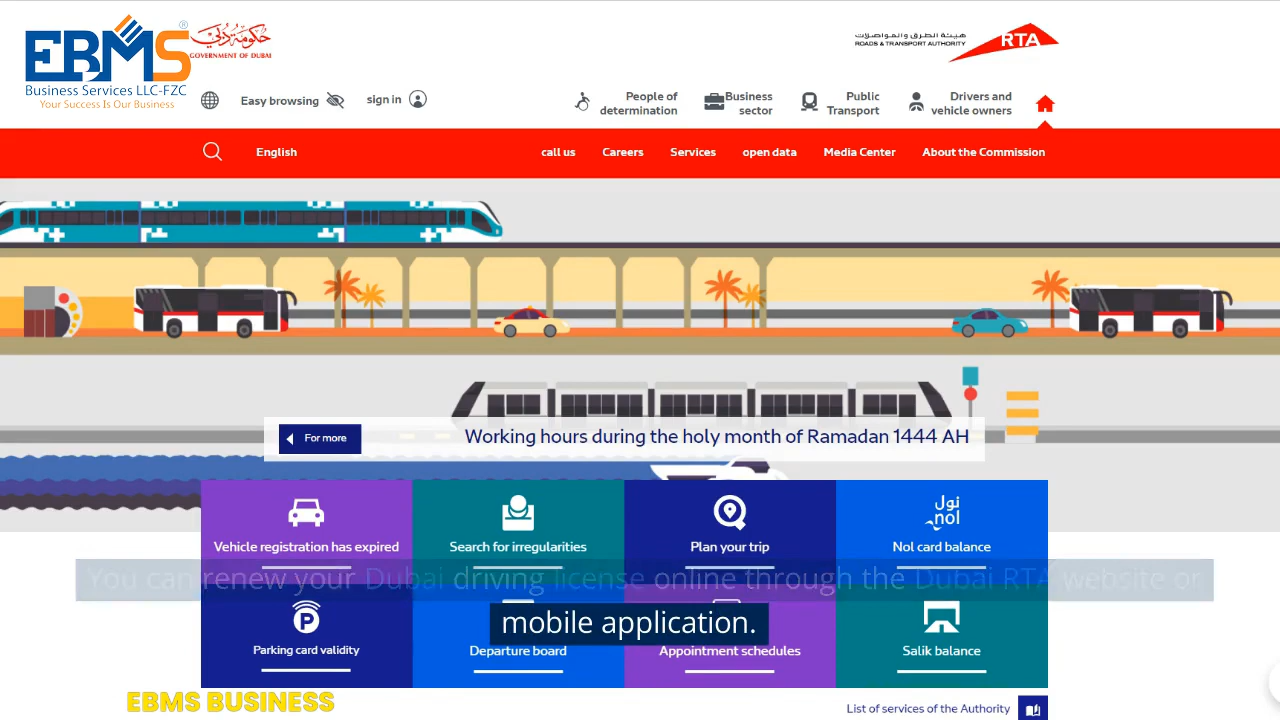 EBMS
®
Business Services LLC-FZC
Your Success Is Our Business
حكومة دبي
GOVERNMENT OF DUBAI
هيئة الطرق والمواصلات
ROADS & TRANSPORT AUTHORITY
RTA
Easy browsing
sign in
People of
determination
Business
sector
Public
Transport
Drivers and
vehicle owners
English
call us
Careers
Services
open data
Media Center
About the Commission
For more
Working hours during the holy month of Ramadan 1444 AH
Vehicle registration has expired
Search for irregularities
Plan your trip
نول
nol
Nol card balance
You can renew your Dubai driving license online through the Dubai RTA website or
mobile application.
P
Parking card validity
Departure board
Appointment schedules
Salik balance
EBMS BUSINESS
List of services of the Authority